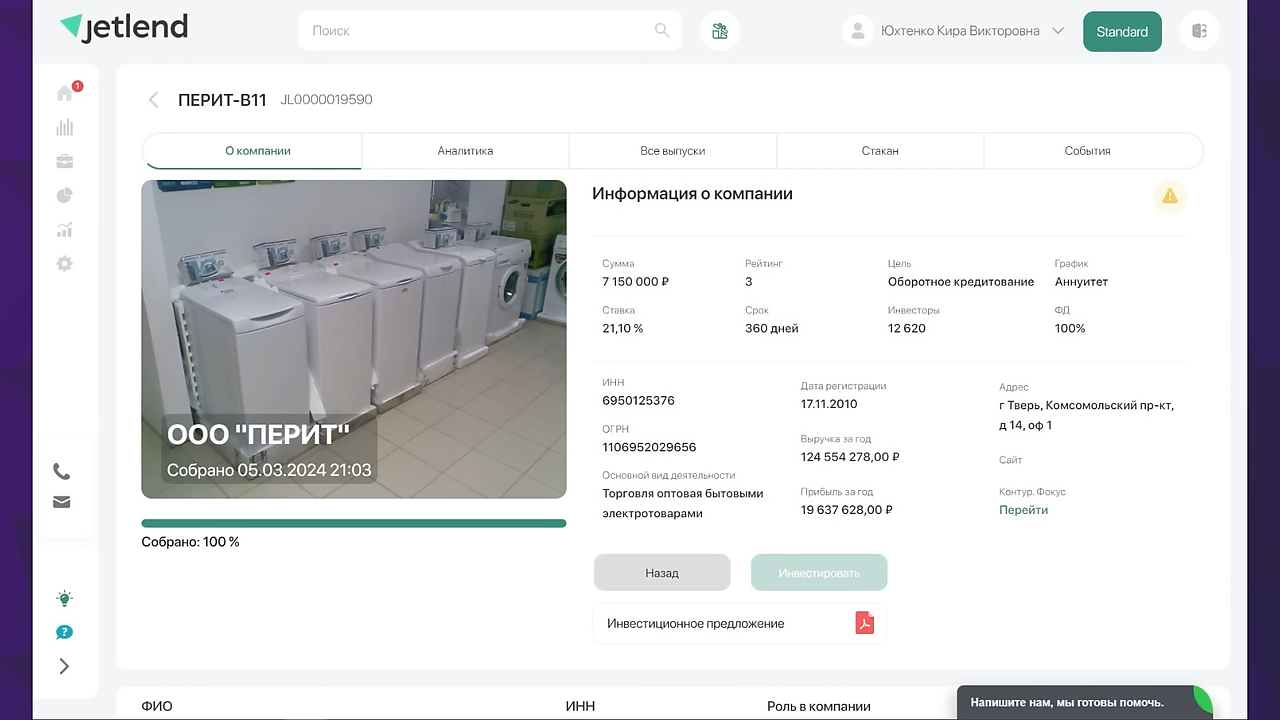 jetlend
Поиск
Юхтенко Кира Викторовна
Standard
1
ПЕРИТ-В11 JL0000019590
О компании
Аналитика
Все выпуски
Стакан
События
ООО "ПЕРИТ"
Собрано 05.03.2024 21:03
Собрано: 100 %
Информация о компании
Сумма
7 150 000 ₽
Рейтинг
3
Цель
Оборотное кредитование
График
Аннуитет
Ставка
21,10 %
Срок
360 дней
Инвесторы
12 620
ФД
100%
ИНН
6950125376
ОГРН
1106952029656
Основной вид деятельности
Торговля оптовая бытовыми
электротоварами
Дата регистрации
17.11.2010
Выручка за год
124 554 278,00 ₽
Прибыль за год
19 637 628,00 ₽
Адрес
г Тверь, Комсомольский пр-кт,
д 14, оф 1
Сайт
Контур. Фокус
Перейти
Назад
Инвестировать
Инвестиционное предложение
?
ФИО
ИНН
Роль в компании
Напишите нам, мы готовы помочь.